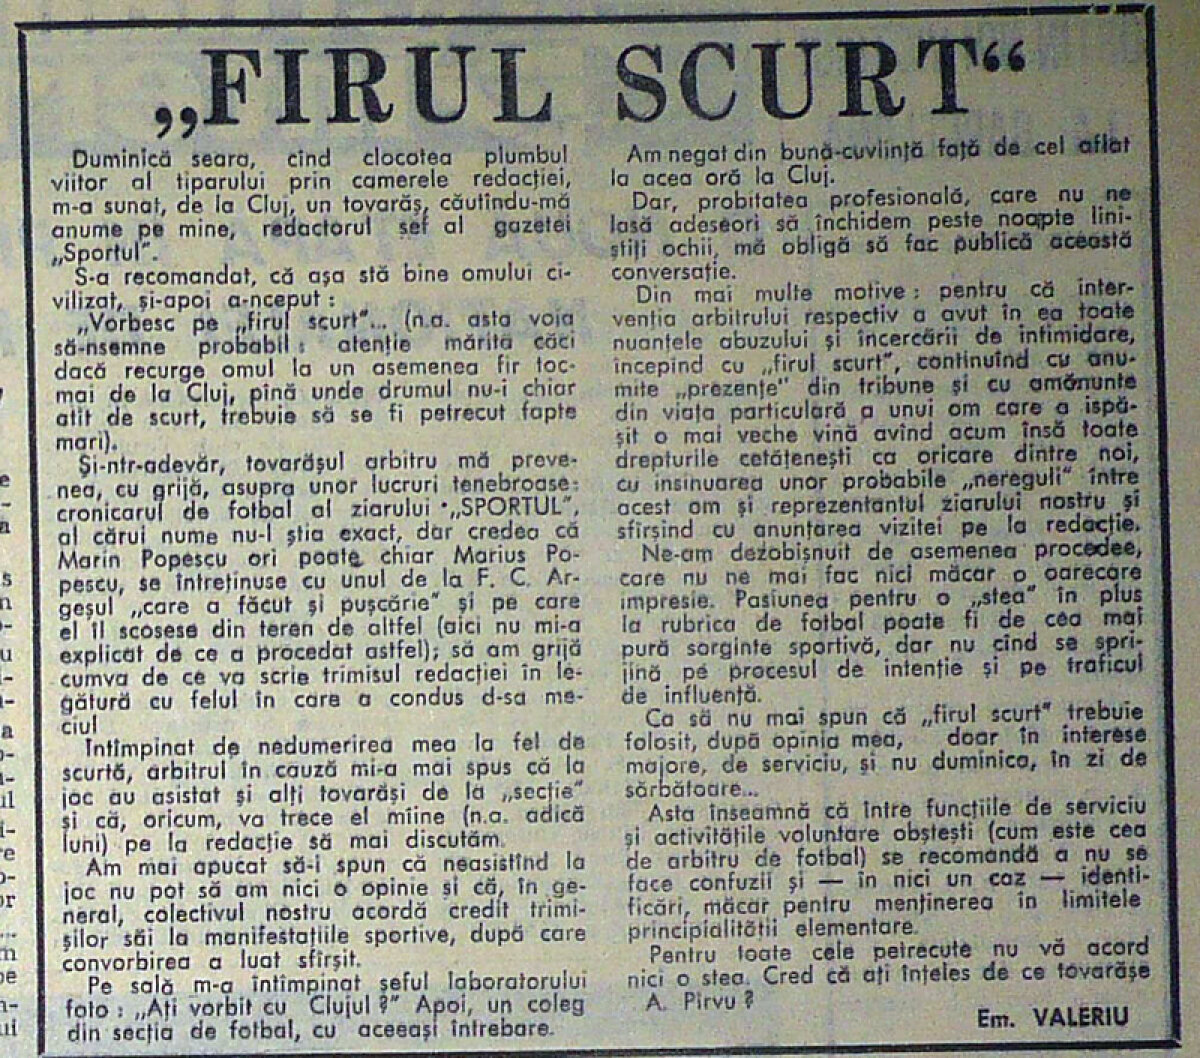 „FIRUL SCURT“
Duminică seara, cînd clocotea plumbul
viitor al tiparului prin camerele redacției,
m-a sunat, de la Cluj, un tovarăș, căutîndu-mă
anume pe mine, redactorul șef al gazetei
„Sportul”.
S-a recomandat, că așa stă bine omului ci-
vilizat, și-apoi a-nceput :
„Vorbesc pe „firul scurt”... (n.a. asta voia
să-nsemne probabil : atenție mărită căci
dacă recurge omul la un asemenea fir toc-
mai de la Cluj, pînă unde drumul nu-i chiar
atît de scurt, trebuie să se fi petrecut fapte
mari).
Și-ntr-adevăr, tovarășul arbitru mă preve-
nea, cu grijă, asupra unor lucruri tenebroase:
cronicarul de fotbal al ziarului „SPORTUL”,
al cărui nume nu-l știa exact, dar credea că
Marin Popescu ori poate chiar Marius Po-
pescu, se întreținuse cu unul de la F. C. Ar-
geșul „care a făcut și pușcărie” și pe care
el îl scosese din teren de altfel (aici nu mi-a
explicat de ce a procedat astfel); să am grijă
cumva de ce va scrie trimisul redacției în le-
gătură cu felul în care a condus d-sa me-
ciul
Intîmpinat de nedumerirea mea la fel de
scurtă, arbitrul în cauză mi-a mai spus că la
joc au asistat și alți tovarăși de la „secție”
și că, oricum, va trece el mîine (n.a. adică
luni) pe la redacție să mai discutăm.
Am mai apucat să-i spun că neasistînd la
joc nu pot să am nici o opinie și că, în ge-
neral, colectivul nostru acordă credit trimi-
șilor săi la manifestațiile sportive, după care
convorbirea a luat sfîrșit.
Pe sală m-a întîmpinat șeful laboratorului
foto : „Ați vorbit cu Clujul ?” Apoi, un coleg
din secția de fotbal, cu aceeași întrebare.
Am negat din bună-cuviință față de cel aflat
la acea oră la Cluj.
Dar, probitatea profesională, care nu ne
lasă adeseori să închidem peste noapte lini-
știți ochii, mă obligă să fac publică această
conversație.
Din mai multe motive : pentru că inter-
venția arbitrului respectiv a avut în ea toate
nuanțele abuzului și încercării de intimidare,
începînd cu „firul scurt”, continuînd cu anu-
mite „prezențe” din tribune și cu amănunte
din viața particulară a unui om care a ispă-
șit o mai veche vină avînd acum însă toate
drepturile cetățenești ca oricare dintre noi,
cu insinuarea unor probabile „nereguli” între
acest om și reprezentantul ziarului nostru și
sfîrșind cu anunțarea vizitei pe la redacție.
Ne-am dezobișnuit de asemenea procedee,
care nu ne mai fac nici măcar o oarecare
impresie. Pasiunea pentru o „stea” în plus
la rubrica de fotbal poate fi de cea mai
pură sorginte sportivă, dar nu cînd se spri-
jină pe procesul de intenție și pe traficul
de influență.
Ca să nu mai spun că „firul scurt” trebuie
folosit, după opinia mea, doar în interese
majore, de serviciu, și nu duminica, în zi de
sărbătoare...
Asta înseamnă că între funcțiile de serviciu
și activitățile voluntare obștești (cum este cea
de arbitru de fotbal) se recomandă a nu se
face confuzii și — în nici un caz — identi-
ficări, măcar pentru menținerea în limitele
principialității elementare.
Pentru toate cele petrecute nu vă acord
nici o stea. Cred că ați înțeles de ce tovarășe
A. Pîrvu ?
Em. VALERIU